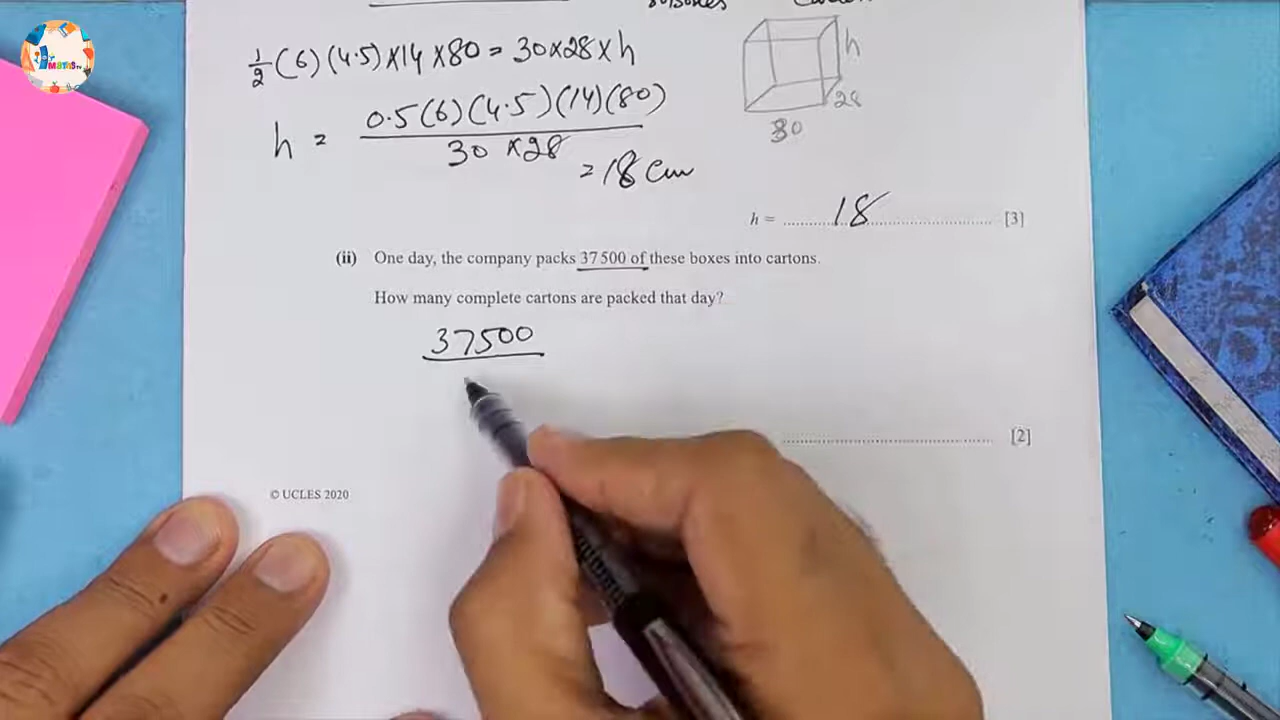 ½(6)(4.5)×14×80 = 30×28×h
h = 0.5(6)(4.5)(14)(80)
30 × 28
= 18 cm
h
28
30
h = 18 [3]
(ii) One day, the company packs 37 500 of these boxes into cartons.
How many complete cartons are packed that day?
37500
[2]
© UCLES 2020